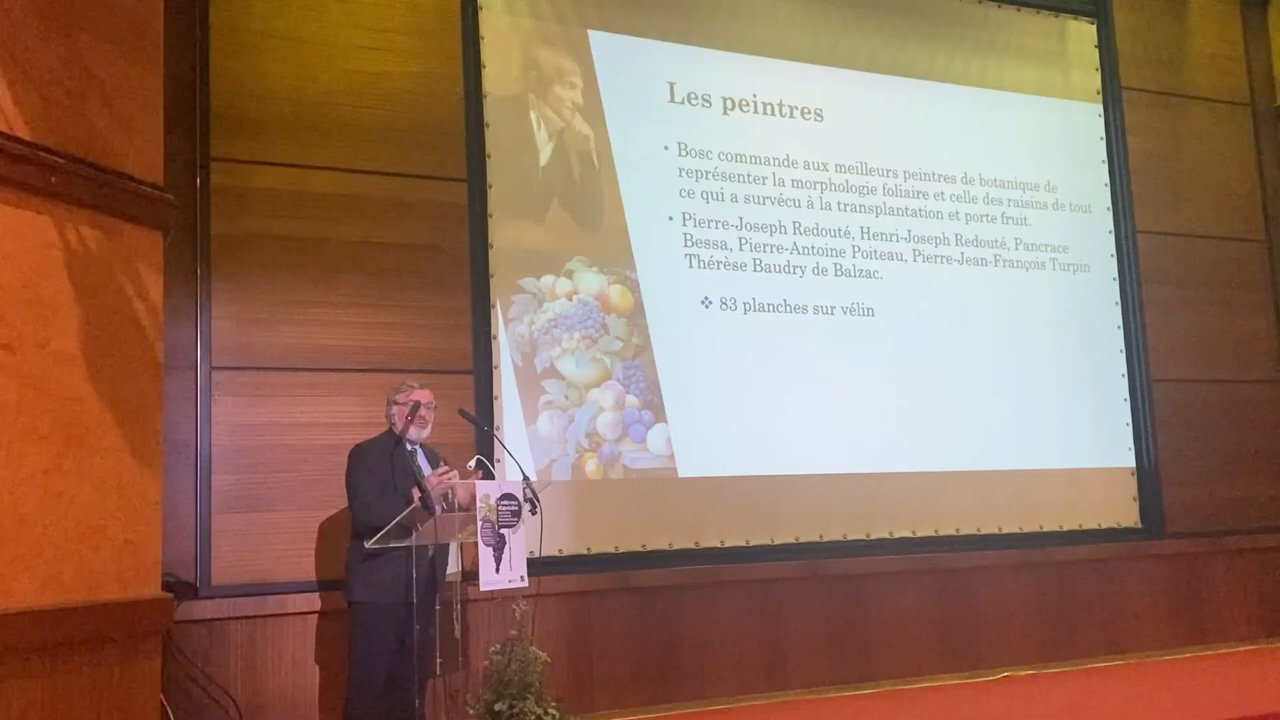 Les peintres
• Bosc commande aux meilleurs peintres de botanique de
représenter la morphologie foliaire et celle des raisins de tout
ce qui a survécu à la transplantation et porte fruit.
• Pierre-Joseph Redouté, Henri-Joseph Redouté, Pancrace
Bessa, Pierre-Antoine Poiteau, Pierre-Jean-François Turpin
Thérèse Baudry de Balzac.
❖ 83 planches sur vélin
Conférence
dégustation